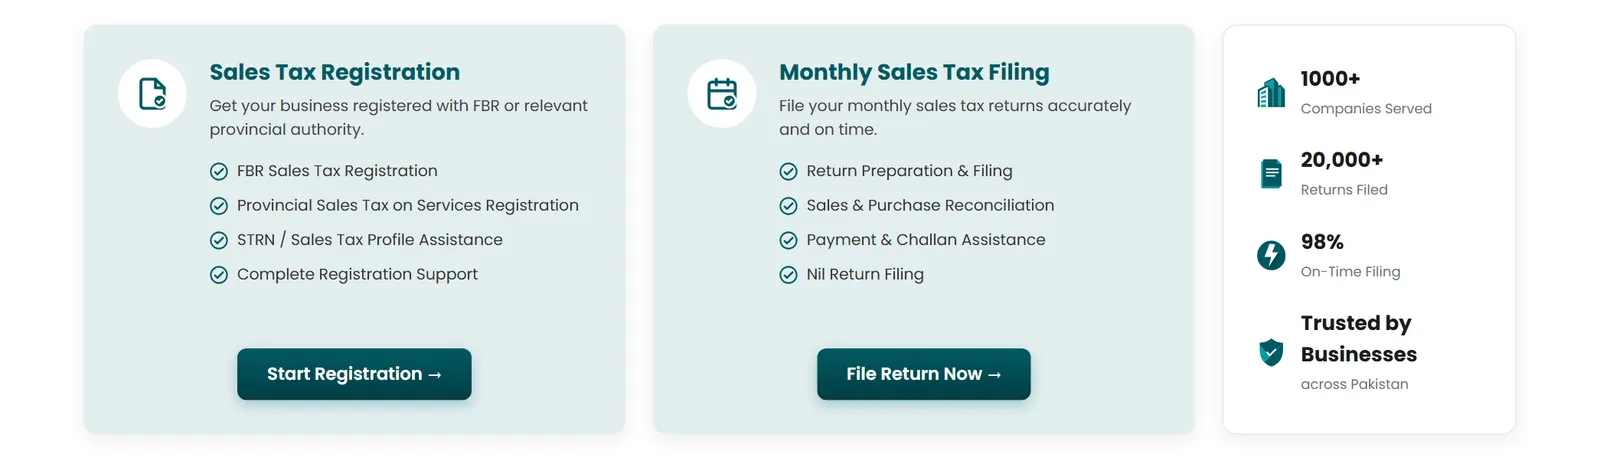 Sales Tax Registration
Get your business registered with FBR or relevant
provincial authority.
FBR Sales Tax Registration
Provincial Sales Tax on Services Registration
STRN / Sales Tax Profile Assistance
Complete Registration Support
Start Registration →
Monthly Sales Tax Filing
File your monthly sales tax returns accurately
and on time.
Return Preparation & Filing
Sales & Purchase Reconciliation
Payment & Challan Assistance
Nil Return Filing
File Return Now →
1000+
Companies Served
20,000+
Returns Filed
98%
On-Time Filing
Trusted by
Businesses
across Pakistan